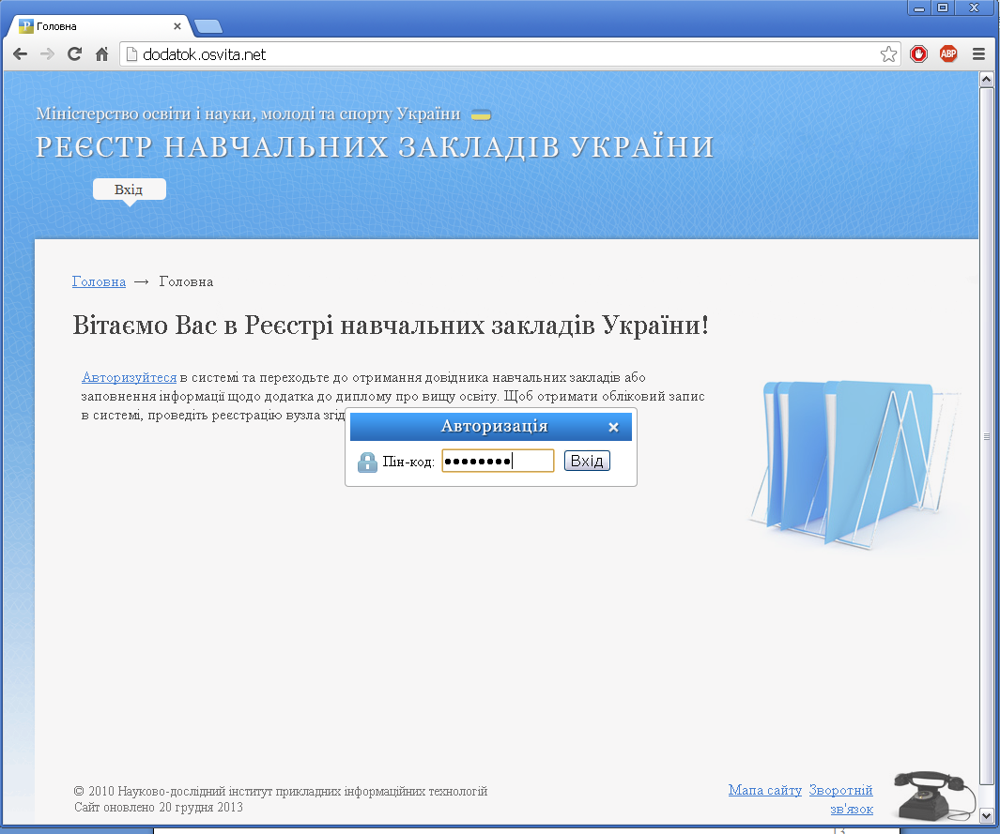 Головна
dodatok.osvita.net
ABP
Міністерство освіти і науки, молоді та спорту України
РЕЄСТР НАВЧАЛЬНИХ ЗАКЛАДІВ УКРАЇНИ
Вхід
Головна → Головна
Вітаємо Вас в Реєстрі навчальних закладів України!
Авторизуйтеся в системі та переходьте до отримання довідника навчальних закладів або
заповнення інформації щодо додатка до диплому про вищу освіту. Щоб отримати обліковий запис
в системі, проведіть реєстрацію вузла згід
Авторизація
Пін-код: •••••••• Вхід
© 2010 Науково-дослідний інститут прикладних інформаційних технологій
Сайт оновлено 20 грудня 2013
Мапа сайту Зворотній
зв'язок